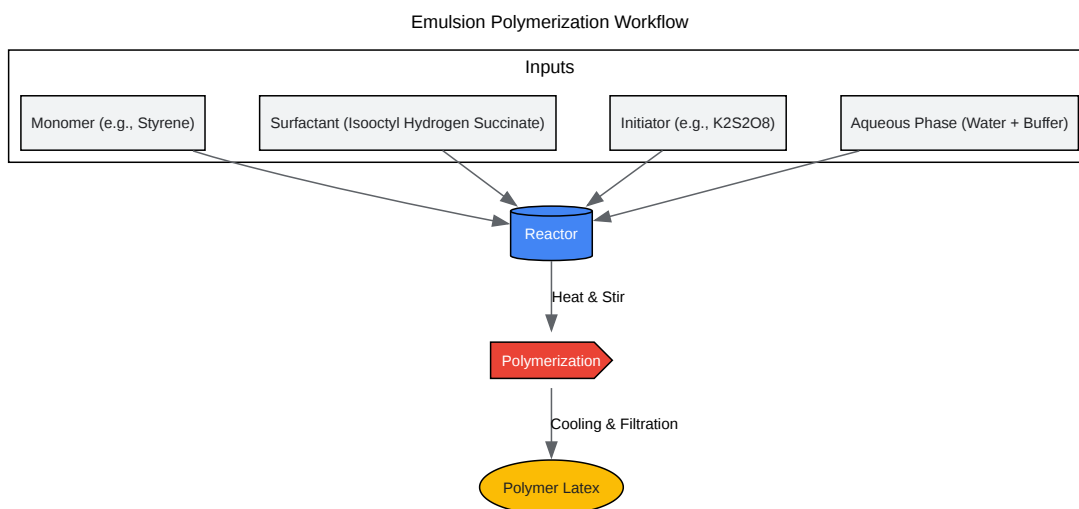 Emulsion Polymerization Workflow
Inputs
Monomer (e.g., Styrene)
Surfactant (Isooctyl Hydrogen Succinate)
Initiator (e.g., K2S2O8)
Aqueous Phase (Water + Buffer)
Reactor
Heat & Stir
Polymerization
Cooling & Filtration
Polymer Latex